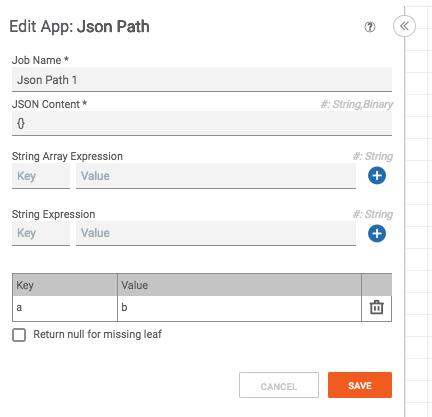 Edit App: Json Path
?
Job Name *
Json Path 1
JSON Content *
#: String,Binary
{}
String Array Expression
#: String
Key Value
String Expression
#: String
Key Value
Key Value
a b
Return null for missing leaf
CANCEL SAVE